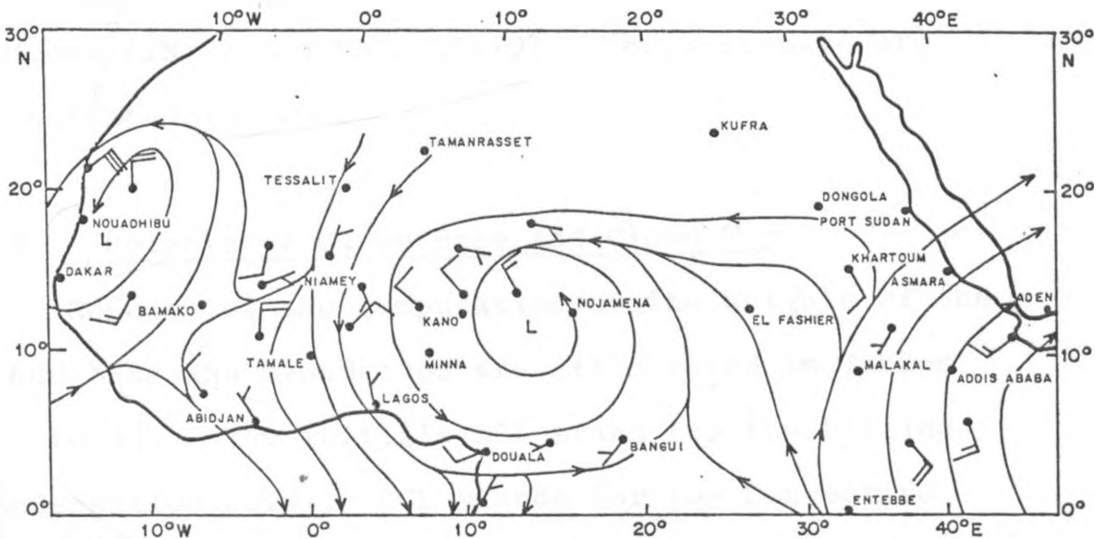 10°W 0° 10° 20° 30° 40°E
30° N 30° N
KUFRA
TAMANRASSET
TESSALIT
20° 20°
DONGOLA
PORT SUDAN
NOUADHIBU
L
KHARTOUM
DAKAR
ASMARA
NIAMEY
NDJAMENA
ADEN
BAMAKO
KANO
L
EL FASHIER
10° 10°
TAMALE
MINNA
MALAKAL
ADDIS ABABA
LAGOS
ABIDJAN
DOUALA
BANGUI
ENTEBBE
0° 0°
10°W 0° 10° 20° 30° 40°E